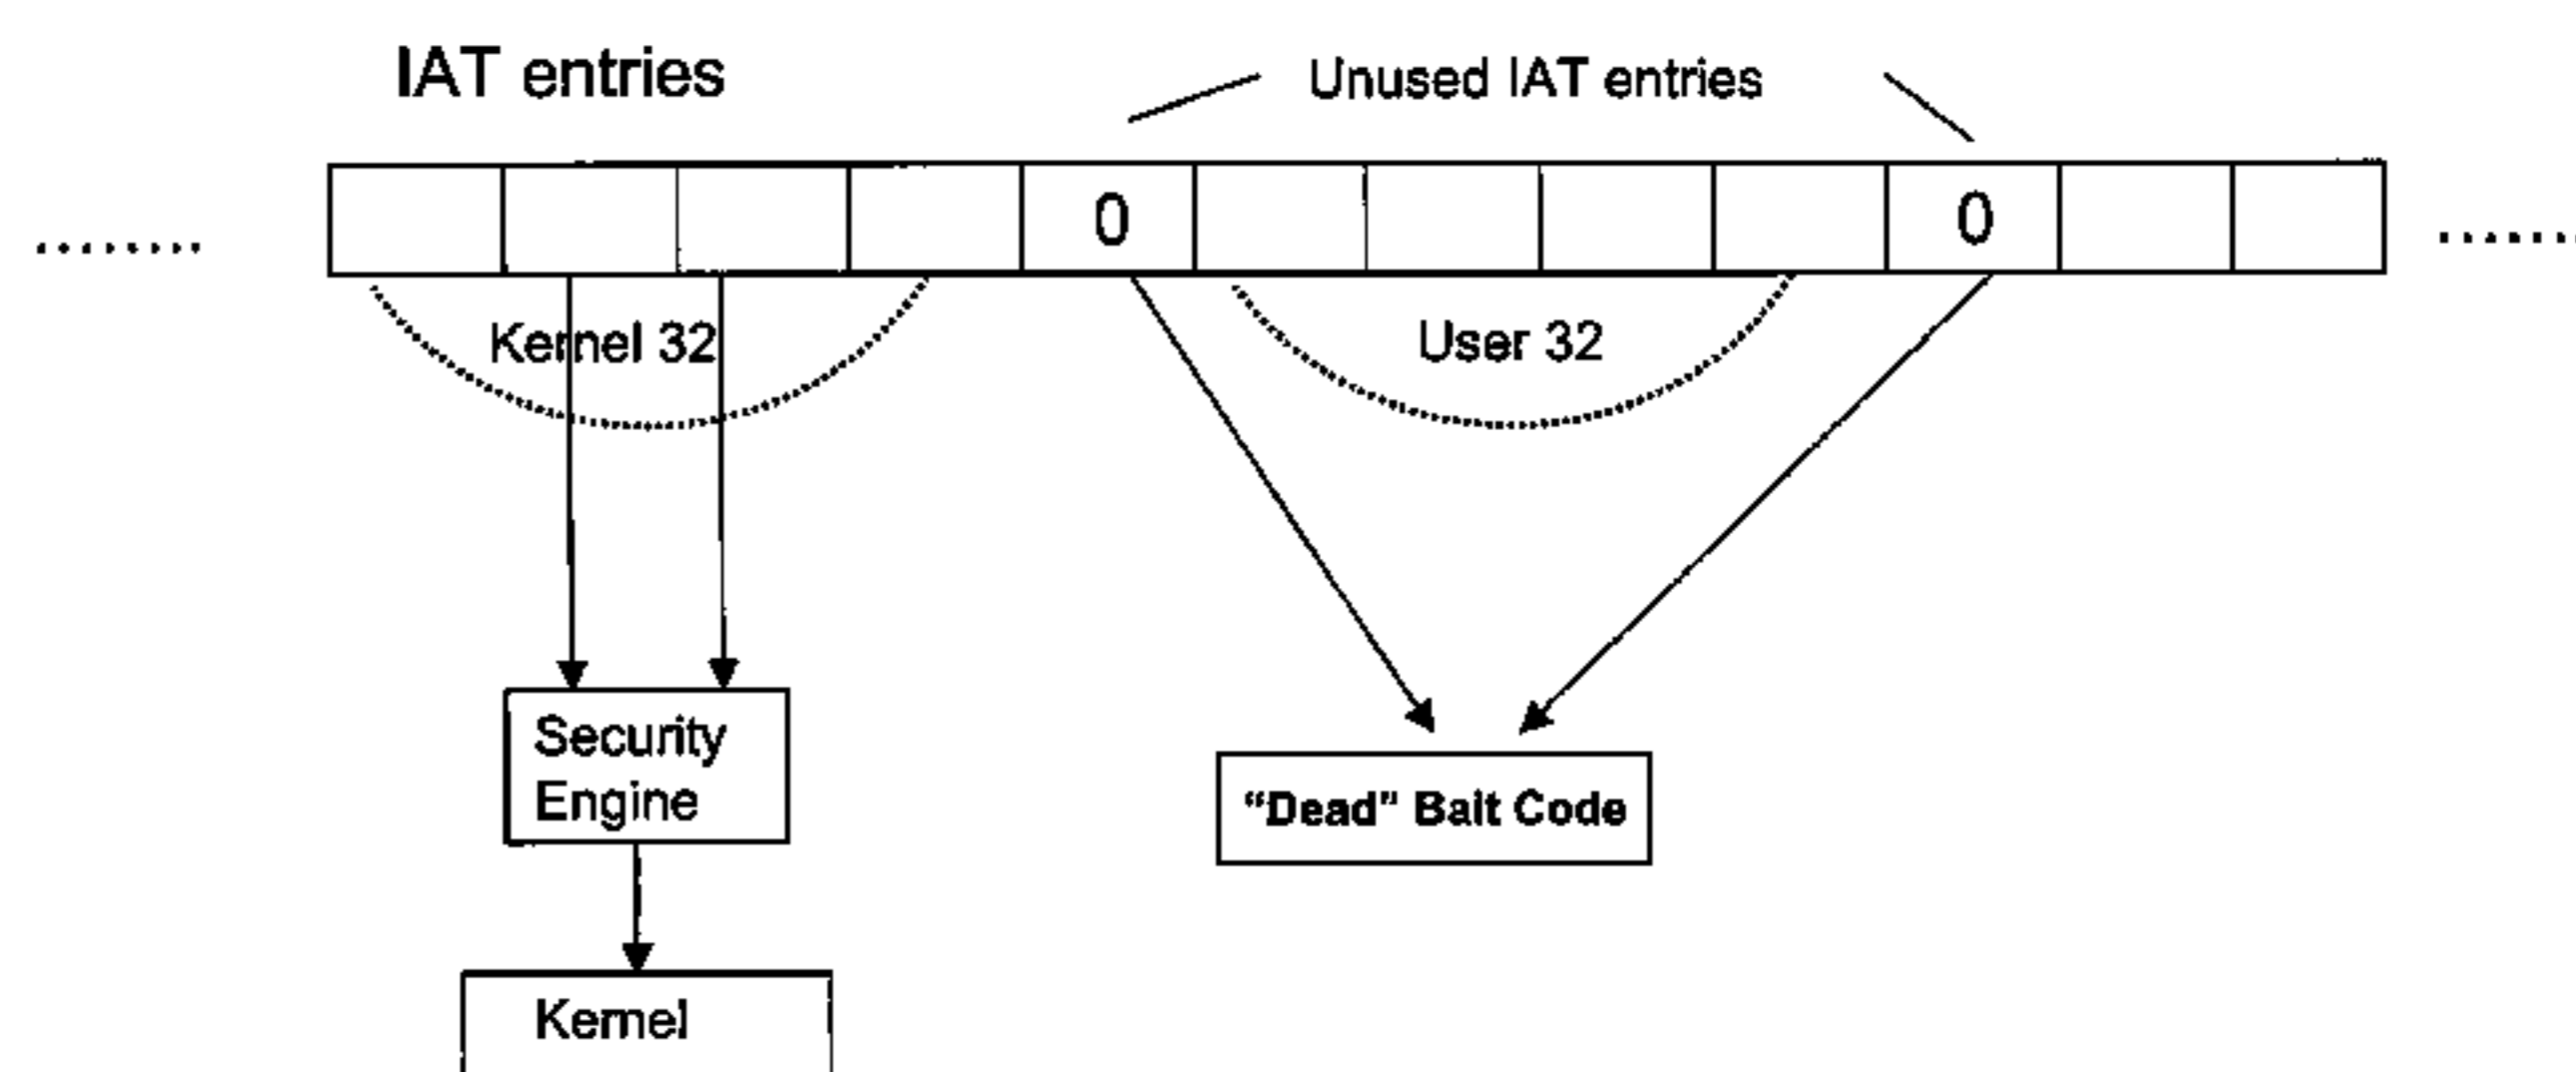 IAT entries
Unused IAT entries
0
0
Kernel 32
User 32
Security
Engine
“Dead” Bait Code
Kernel